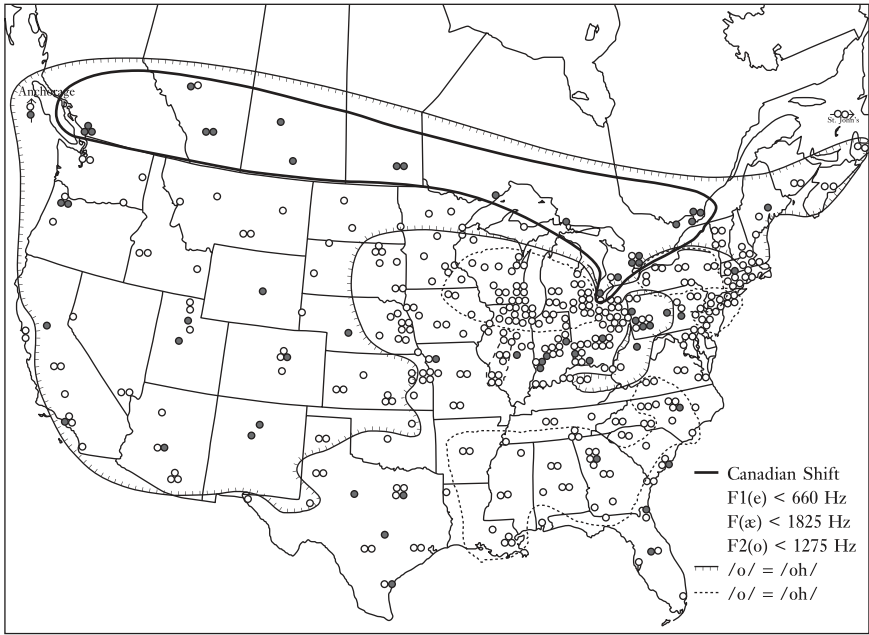 Anchorage
St. John's
Canadian Shift
F1(e) < 660 Hz
F(æ) < 1825 Hz
F2(o) < 1275 Hz
/o/ = /oh/
/o/ = /oh/